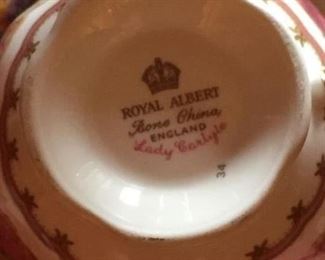 ROYAL ALBERT
Bone China
ENGLAND
Lady Carlyle
34